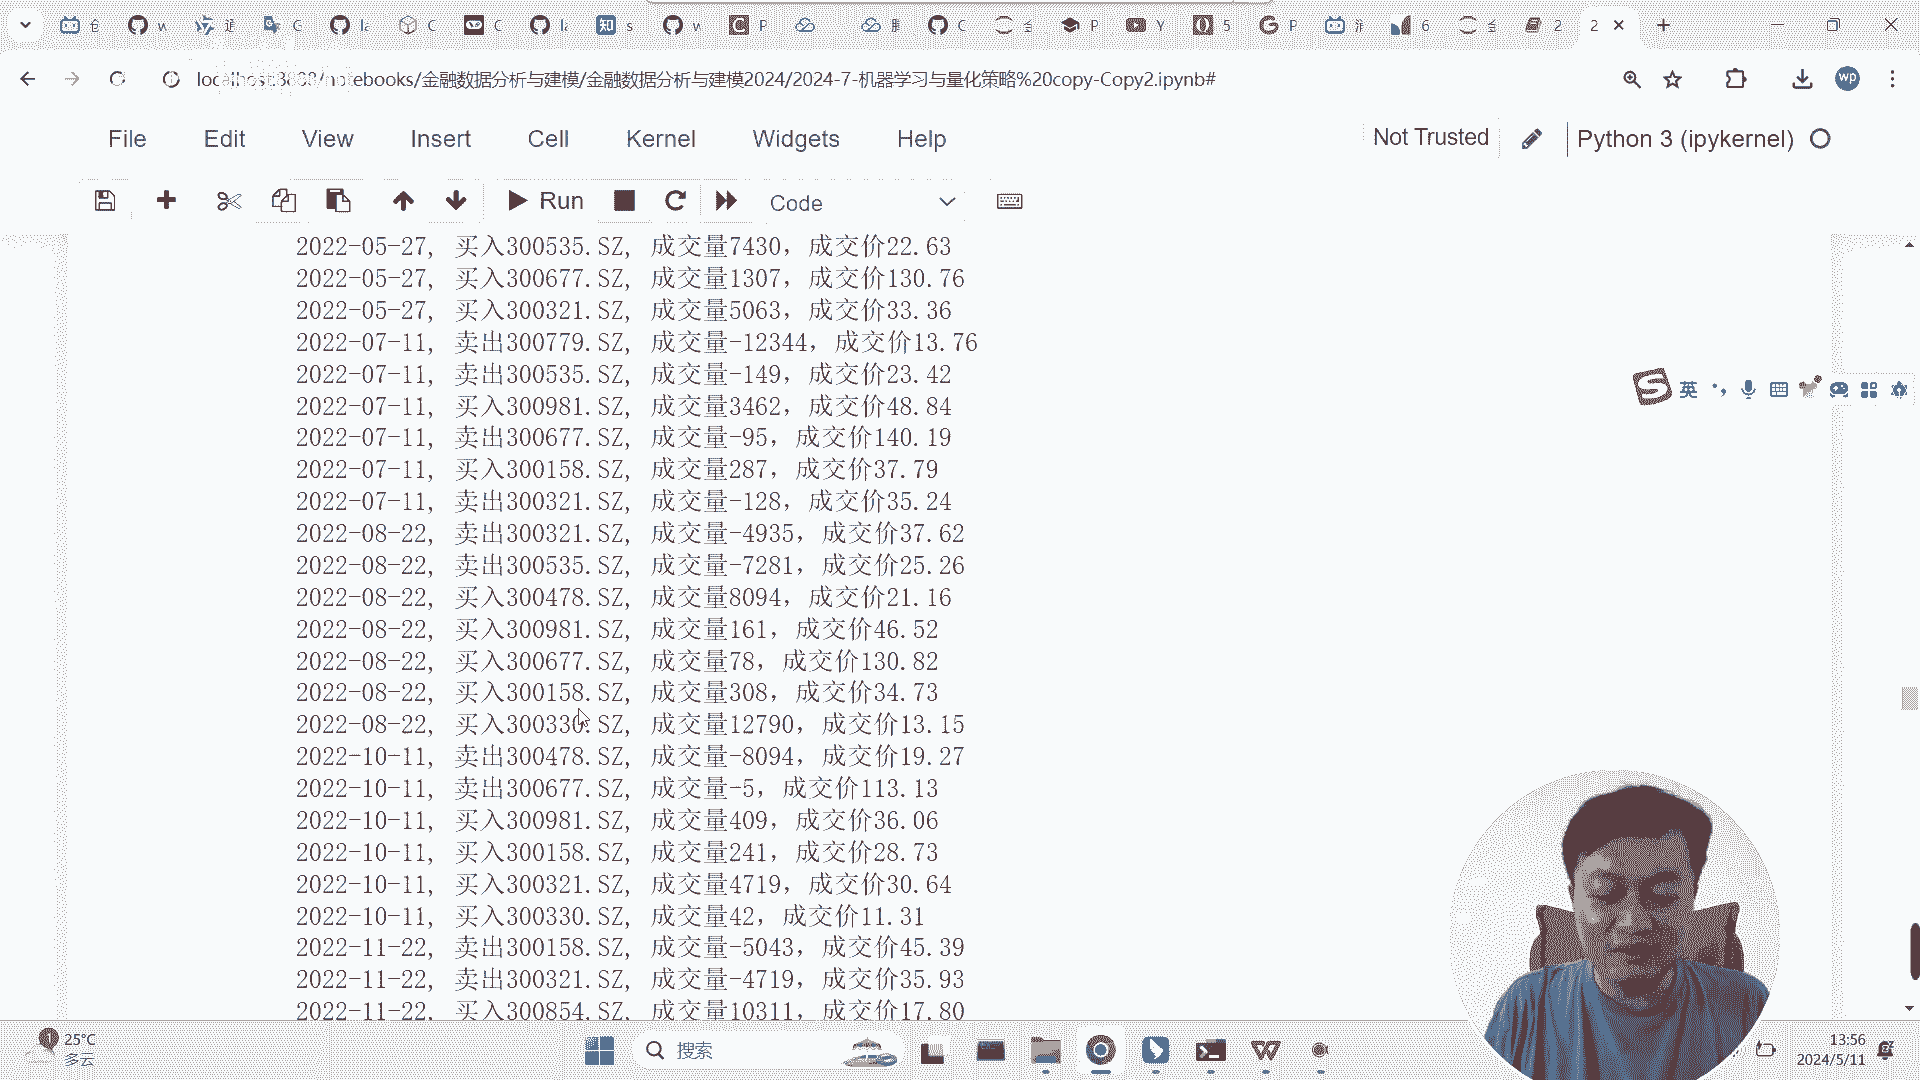 localhost:8888/notebooks/金融数据分析与建模/金融数据分析与建模2024/2024-7-机器学习与量化策略%20copy-Copy2.ipynb#
File Edit View Insert Cell Kernel Widgets Help Not Trusted Python 3 (ipykernel)
Run Code
2022-05-27, 买入300535.SZ, 成交量7430，成交价22.63
2022-05-27, 买入300677.SZ, 成交量1307，成交价130.76
2022-05-27, 买入300321.SZ, 成交量5063，成交价33.36
2022-07-11, 卖出300779.SZ, 成交量-12344，成交价13.76
2022-07-11, 卖出300535.SZ, 成交量-149，成交价23.42
2022-07-11, 买入300981.SZ, 成交量3462，成交价48.84
2022-07-11, 卖出300677.SZ, 成交量-95，成交价140.19
2022-07-11, 买入300158.SZ, 成交量287，成交价37.79
2022-07-11, 卖出300321.SZ, 成交量-128，成交价35.24
2022-08-22, 卖出300321.SZ, 成交量-4935，成交价37.62
2022-08-22, 卖出300535.SZ, 成交量-7281，成交价25.26
2022-08-22, 买入300478.SZ, 成交量8094，成交价21.16
2022-08-22, 买入300981.SZ, 成交量161，成交价46.52
2022-08-22, 买入300677.SZ, 成交量78，成交价130.82
2022-08-22, 买入300158.SZ, 成交量308，成交价34.73
2022-08-22, 买入300330.SZ, 成交量12790，成交价13.15
2022-10-11, 卖出300478.SZ, 成交量-8094，成交价19.27
2022-10-11, 卖出300677.SZ, 成交量-5，成交价113.13
2022-10-11, 买入300981.SZ, 成交量409，成交价36.06
2022-10-11, 买入300158.SZ, 成交量241，成交价28.73
2022-10-11, 买入300321.SZ, 成交量4719，成交价30.64
2022-10-11, 买入300330.SZ, 成交量42，成交价11.31
2022-11-22, 卖出300158.SZ, 成交量-5043，成交价45.39
2022-11-22, 卖出300321.SZ, 成交量-4719，成交价35.93
2022-11-22, 买入300854.SZ, 成交量10311，成交价17.80
英
25°C
多云
搜索
13:56
2024/5/11